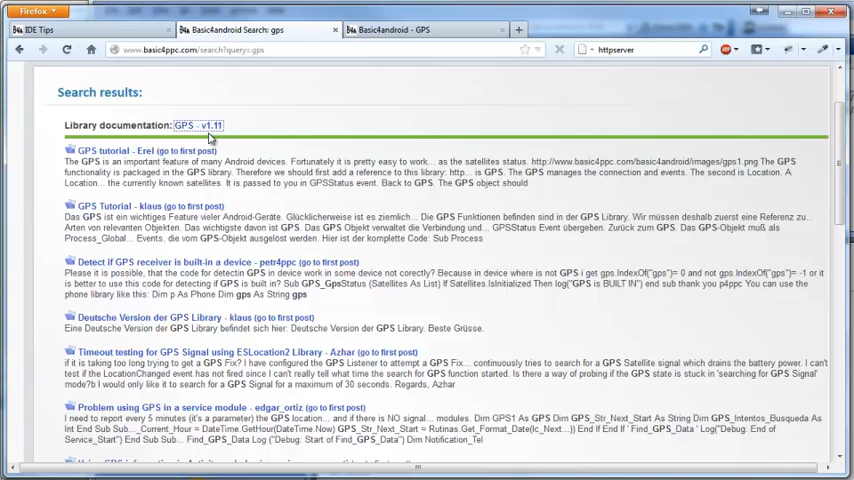 Firefox
IDE Tips
Basic4android Search: gps
Basic4android - GPS
www.basic4ppc.com/search?query=gps
httpserver
Search results:
Library documentation: GPS - v1.11
GPS tutorial - Erel (go to first post)
The GPS is an important feature of many Android devices. Fortunately it is pretty easy to work... as the satellites status. http://www.basic4ppc.com/basic4android/images/gps1.png The GPS
functionality is packaged in the GPS library. Therefore we should first add a reference to this library: http... is GPS. The GPS manages the connection and events. The second is Location. A
Location... the currently known satellites. It is passed to you in GPSStatus event. Back to GPS. The GPS object should
GPS Tutorial - klaus (go to first post)
Das GPS ist ein wichtiges Feature vieler Android-Geräte. Glücklicherweise ist es ziemlich... Die GPS Funktionen befinden sind in der GPS Library. Wir müssen deshalb zuerst eine Referenz zu...
Arten von relevanten Objekten. Das wichtigste davon ist GPS. Das GPS Objekt verwaltet die Verbindung und... GPSStatus Event übergeben. Zurück zum GPS. Das GPS-Objekt muß als
Process_Global... Events, die vom GPS-Objekt ausgelöst werden. Hier ist der komplette Code: Sub Process
Detect if GPS receiver is built-in a device - petr4ppc (go to first post)
Please it is possible, that the code for detectin GPS in device work in some device not corectly? Because in device where is not GPS i get gps.IndexOf("gps")= 0 and not gps.IndexOf("gps")= -1 or it
is better to use this code for detecting if GPS is built in? Sub GPS_GpsStatus (Satellites As List) If Satellites.IsInitialized Then log("GPS is BUILT IN") end sub thank you p4ppc You can use the
phone library like this: Dim p As Phone Dim gps As String gps
Deutsche Version der GPS Library - klaus (go to first post)
Eine Deutsche Version der GPS Library befindet sich hier: Deutsche Version der GPS Library. Beste Grüsse.
Timeout testing for GPS Signal using ESLocation2 Library - Azhar (go to first post)
if it is taking too long trying to get a GPS Fix? I have configured the GPS Listener to attempt a GPS Fix... continuously tries to search for a GPS Satellite signal which drains the battery power. I can't
test if the LocationChanged event has not fired since I can't really tell what time the search for GPS function started. Is there a way of probing if the GPS state is stuck in 'searching for GPS Signal'
mode?b I would only like it to search for a GPS Signal for a maximum of 30 seconds. Regards, Azhar
Problem using GPS in a service module - edgar_ortiz (go to first post)
I need to report every 5 minutes (it's a parameter) the GPS location... and if there is NO signal... modules. Dim GPS1 As GPS Dim GPS_Str_Next_Start As String Dim GPS_Intentos_Busqueda As
Int End Sub Sub... _Current_Hour = DateTime.GetHour(DateTime.Now) GPS_Str_Next_Start = Rutinas.Get_Format_Date(lc_Next...)) End If End If ' Find_GPS_Data ' Log("Debug: End of
Service_Start") End Sub Sub... Find_GPS_Data Log ("Debug: Start of Find_GPS_Data") Dim Notification_Tel